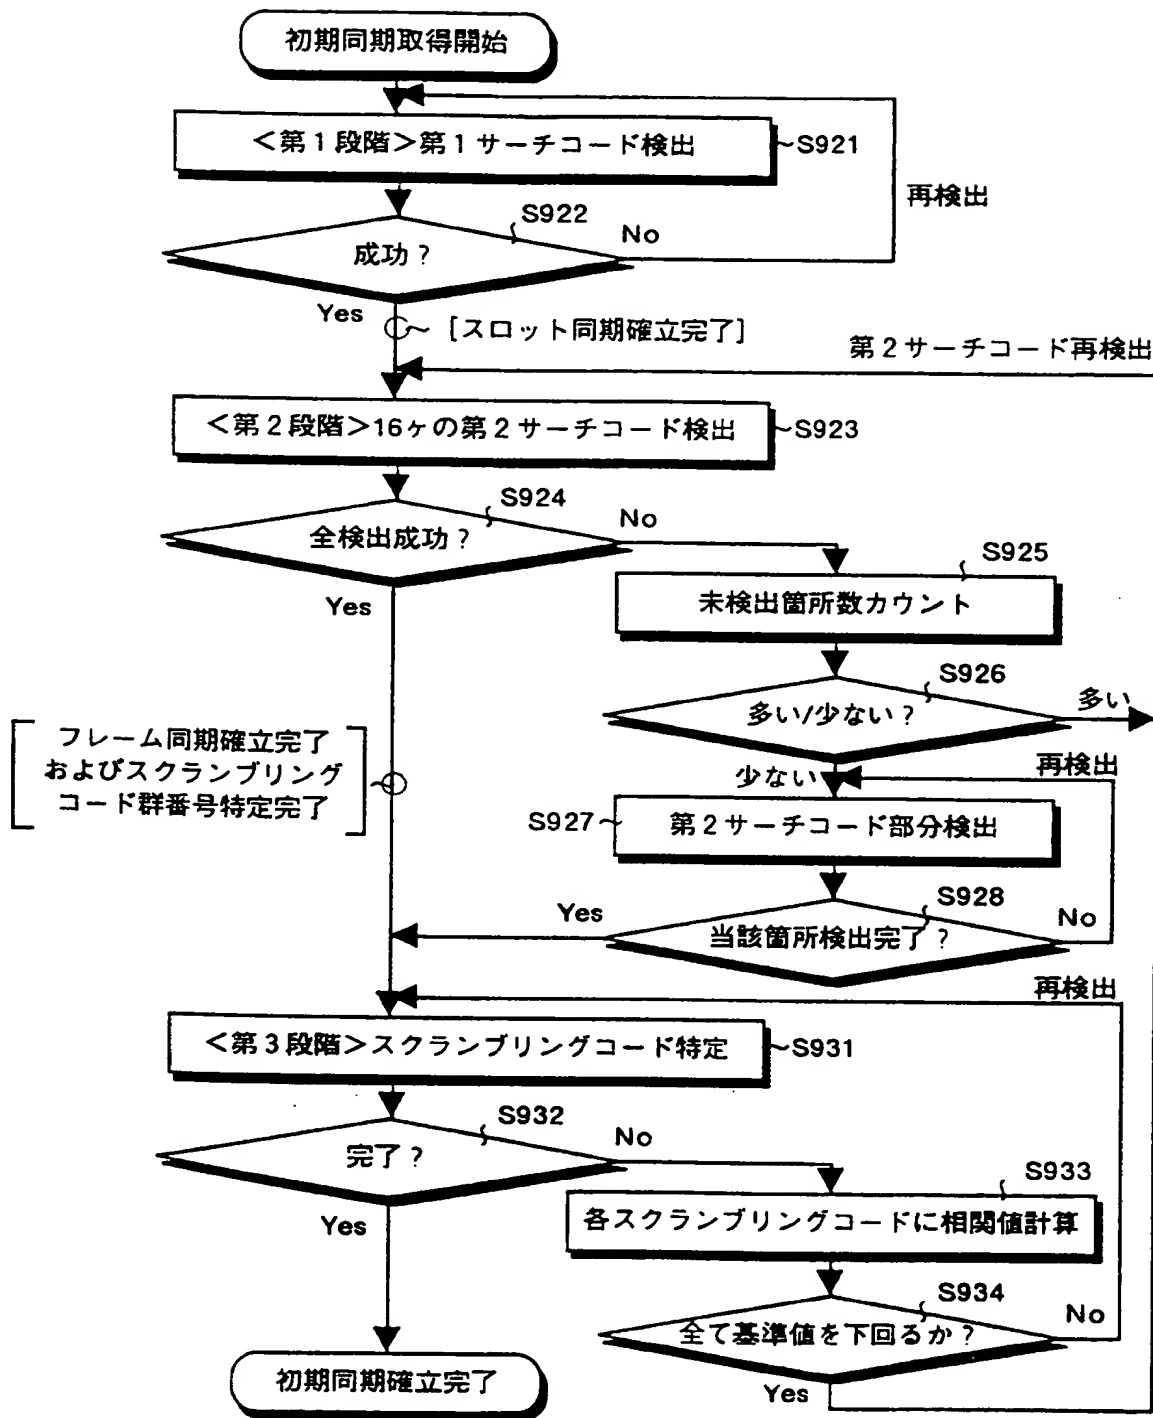 初期同期取得開始
<第1段階>第1サーチコード検出
S921
再検出
S922
成功?
No
Yes
[スロット同期確立完了]
第2サーチコード再検出
<第2段階>16ヶの第2サーチコード検出
S923
S924
全検出成功?
No
Yes
S925
未検出箇所数カウント
S926
多い/少ない?
多い
フレーム同期確立完了
およびスクランブリング
コード群番号特定完了
少ない
再検出
S927
第2サーチコード部分検出
S928
Yes
当該箇所検出完了?
No
再検出
<第3段階>スクランブリングコード特定
S931
S932
完了?
No
Yes
S933
各スクランブリングコードに相関値計算
S934
全て基準値を下回るか?
No
Yes
初期同期確立完了